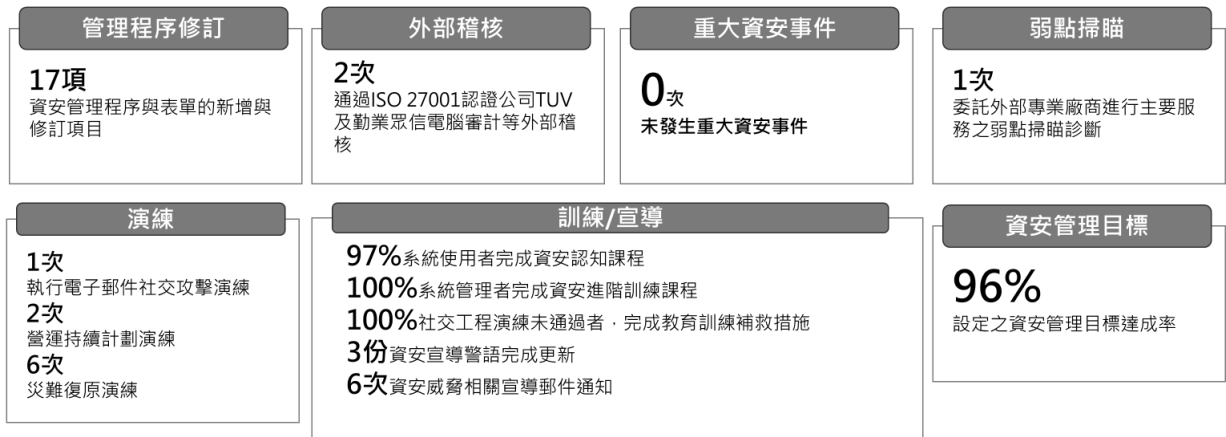 管理程序修訂
17項
資安管理程序與表單的新增與
修訂項目
外部稽核
2次
通過ISO 27001認證公司TUV
及勤業眾信電腦審計等外部稽
核
重大資安事件
0次
未發生重大資安事件
弱點掃瞄
1次
委託外部專業廠商進行主要服
務之弱點掃瞄診斷
演練
1次
執行電子郵件社交攻擊演練
2次
營運持續計劃演練
6次
災難復原演練
訓練/宣導
97%系統使用者完成資安認知課程
100%系統管理者完成資安進階訓練課程
100%社交工程演練未通過者，完成教育訓練補救措施
3份資安宣導警語完成更新
6次資安威脅相關宣導郵件通知
資安管理目標
96%
設定之資安管理目標達成率